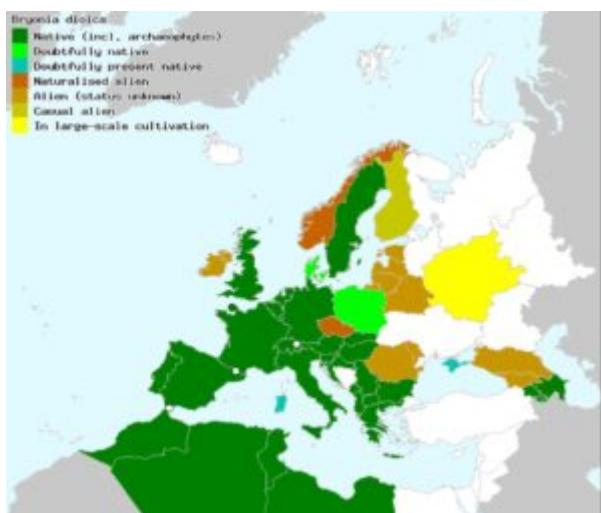 Bryonia dioica
Native (incl. archaeophytes)
Doubtfully native
Doubtfully present native
Naturalised alien
Alien (status unknown)
Casual alien
In large-scale cultivation